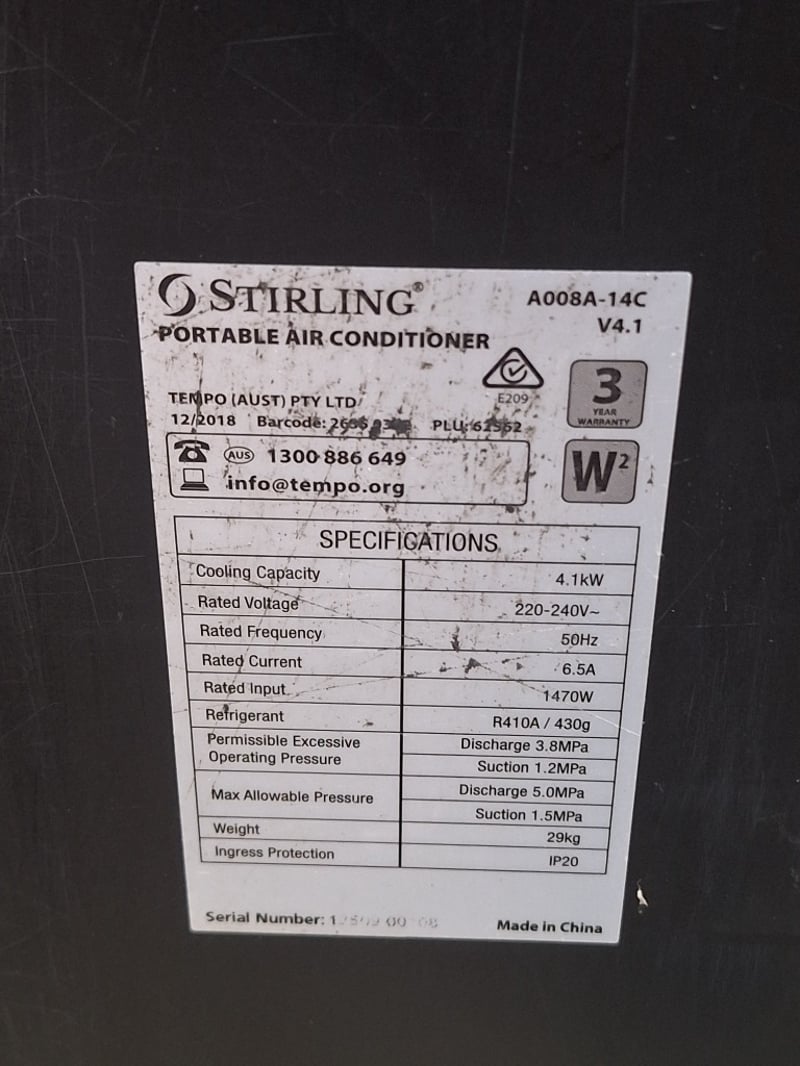 STIRLING®
A008A-14C
V4.1
PORTABLE AIR CONDITIONER
E209
3
YEAR
WARRANTY
TEMPO (AUST) PTY LTD
12/2018 Barcode: PLU: 62562
AUS 1300 886 649
info@tempo.org
W²
SPECIFICATIONS
Cooling Capacity 4.1kW
Rated Voltage 220-240V~
Rated Frequency 50Hz
Rated Current 6.5A
Rated Input 1470W
Refrigerant R410A / 430g
Permissible Excessive Operating Pressure Discharge 3.8MPa
Suction 1.2MPa
Max Allowable Pressure Discharge 5.0MPa
Suction 1.5MPa
Weight 29kg
Ingress Protection IP20
Serial Number:
Made in China